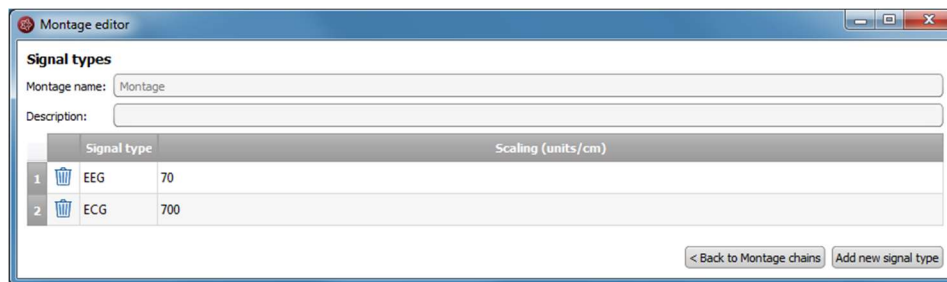 Montage editor
Signal types
Montage name: Montage
Description:
Signal type Scaling (units/cm)
1 EEG 70
2 ECG 700
< Back to Montage chains Add new signal type